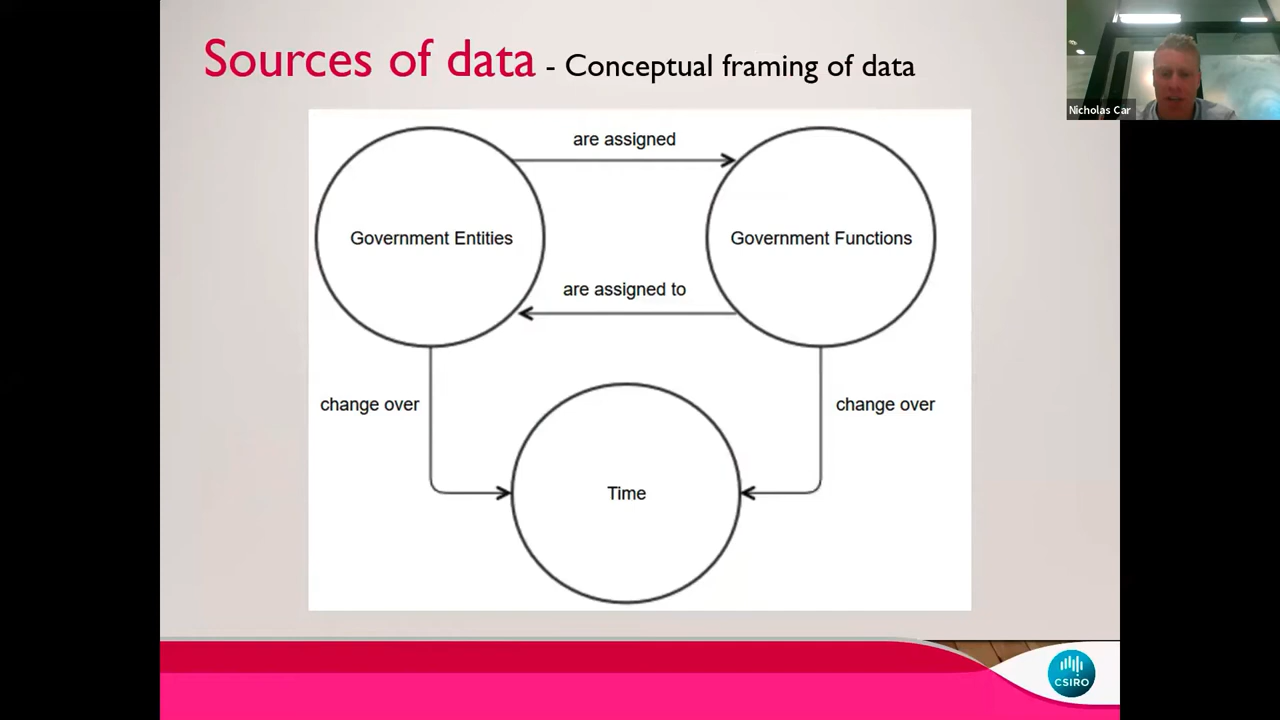 Sources of data - Conceptual framing of data
Nicholas Car
are assigned
Government Entities
Government Functions
are assigned to
change over
change over
Time
CSIRO